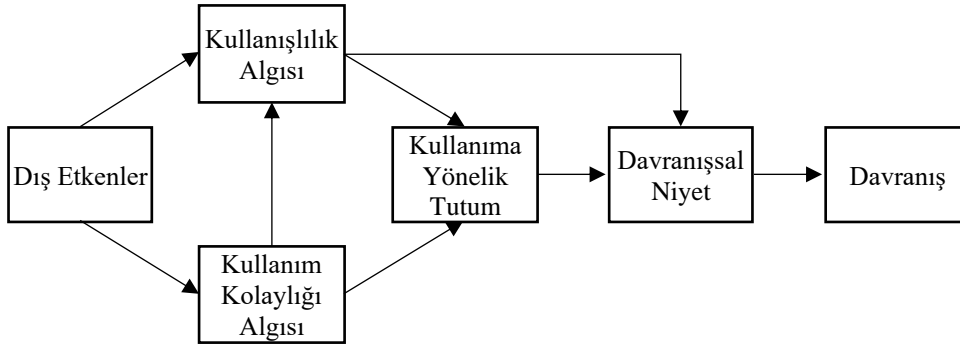 Kullanışlılık
Algısı
Dış Etkenler
Kullanıma
Yönelik
Tutum
Davranışsal
Niyet
Davranış
Kullanım
Kolaylığı
Algısı